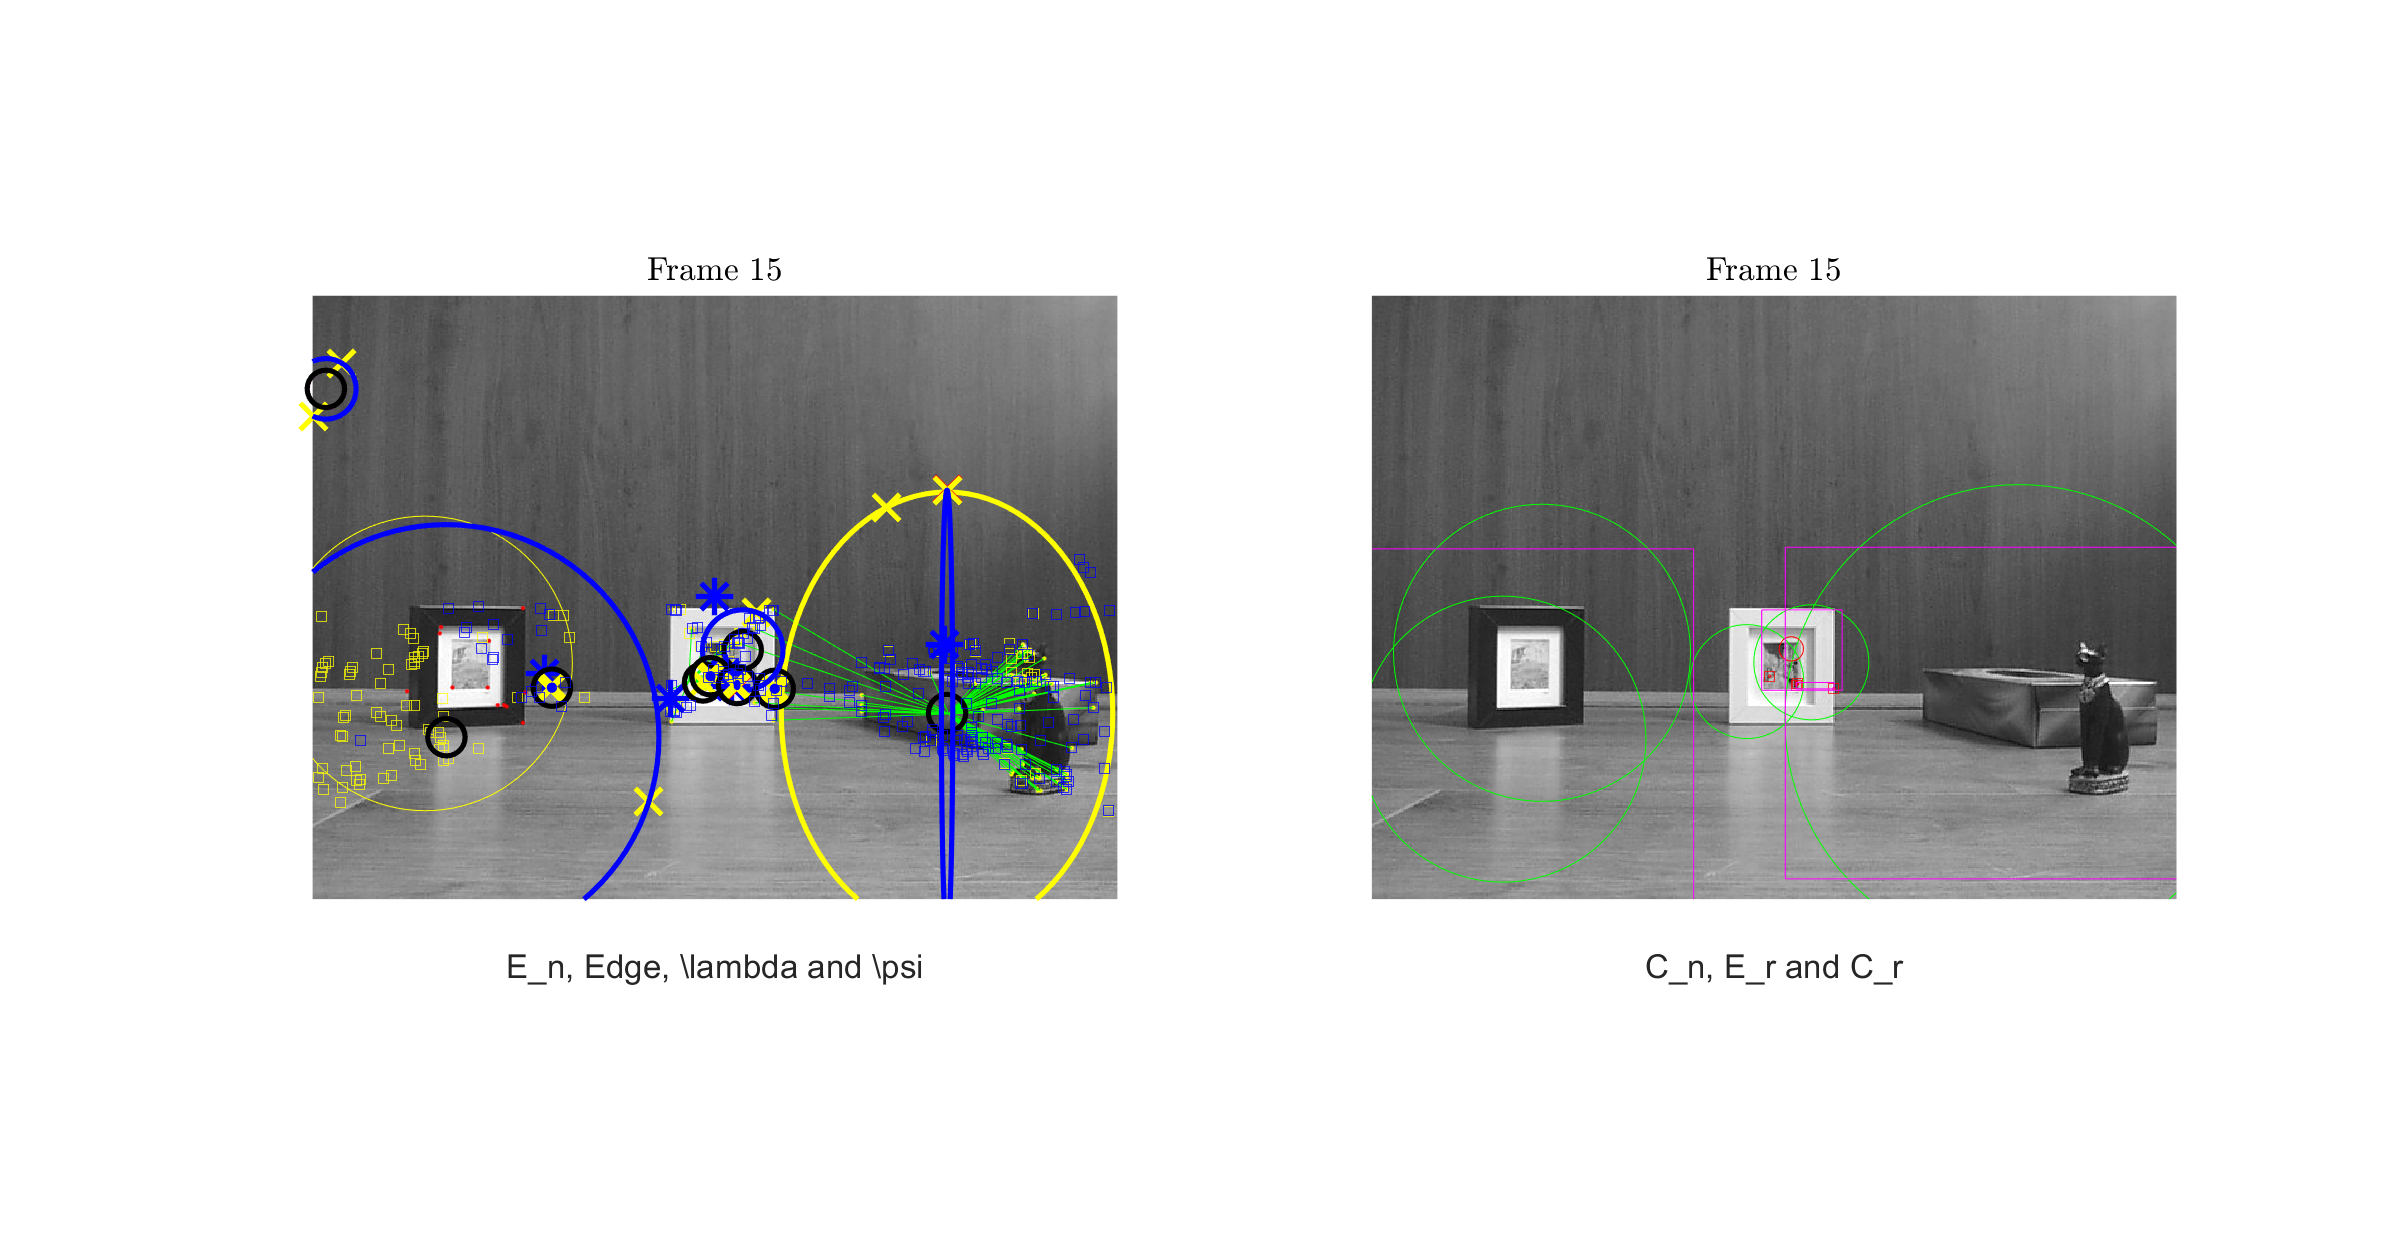 Frame 15
Frame 15
E_n, Edge, \lambda and \psi
C_n, E_r and C_r